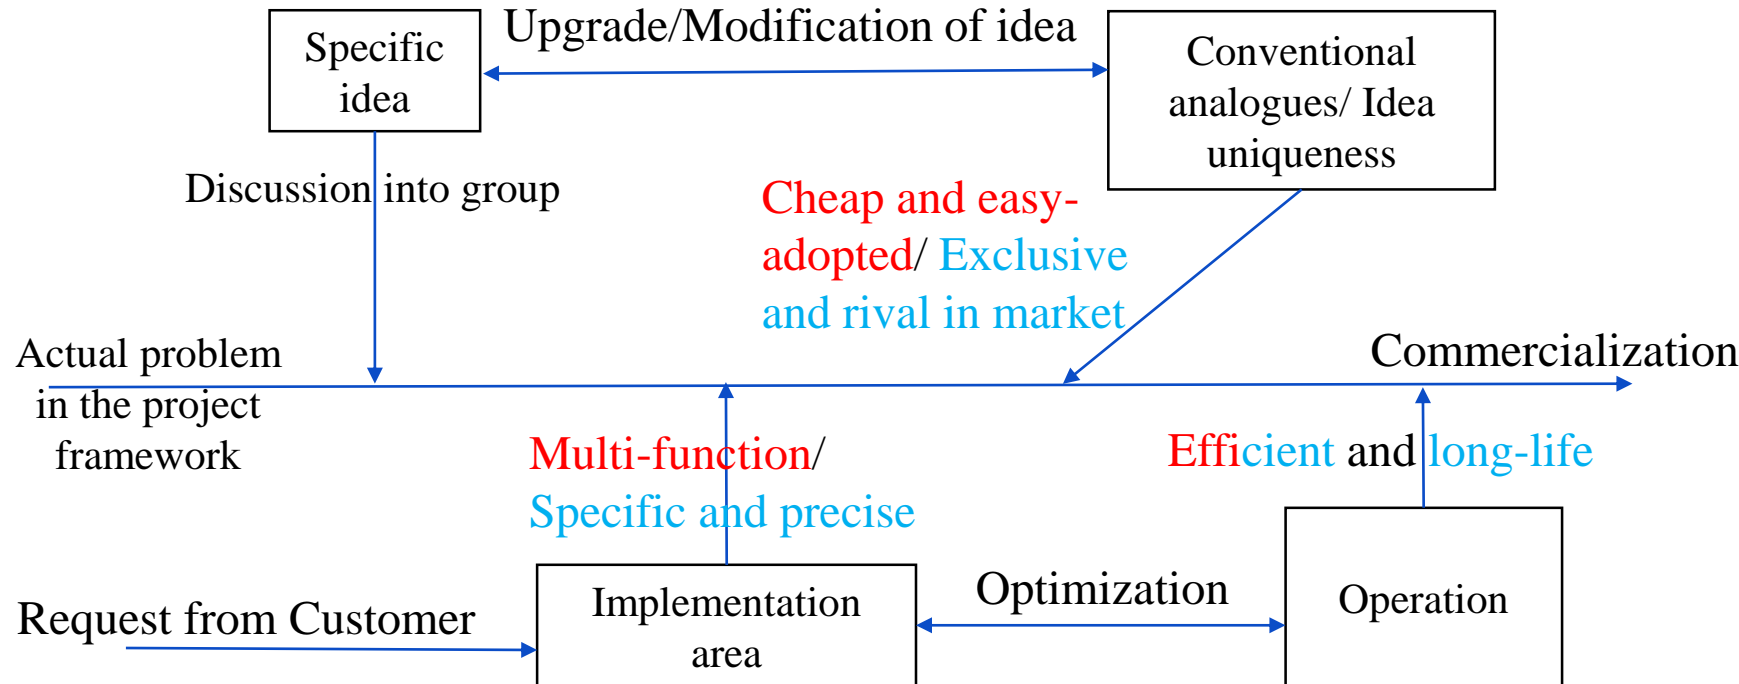 Specific
idea
Upgrade/Modification of idea
Conventional
analogues/ Idea
uniqueness
Discussion into group
Cheap and easy-
adopted/ Exclusive
and rival in market
Actual problem
in the project
framework
Commercialization
Multi-function/
Specific and precise
Efficient and long-life
Request from Customer
Implementation
area
Optimization
Operation